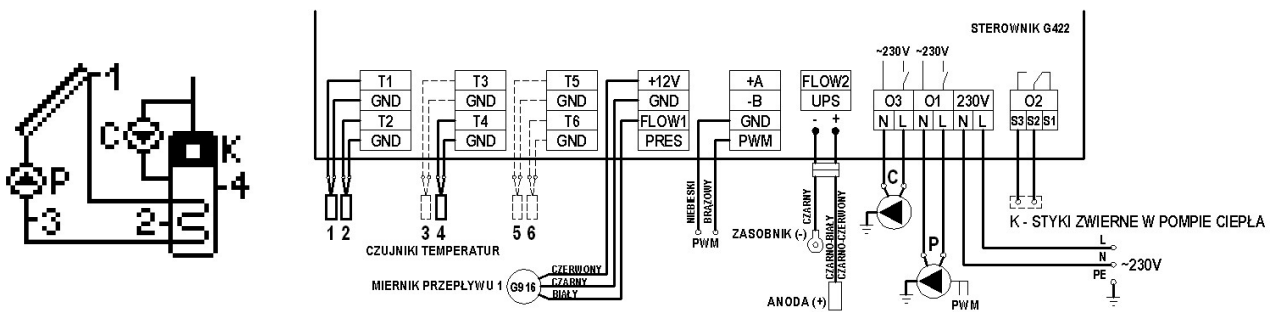 1
C
K
P
4
3
2
STEROWNIK G422
~230V ~230V
T1 T3 T5 +12V +A FLOW2
GND GND GND GND -B UPS O3 O1 230V O2
T2 T4 T6 FLOW1 GND - + N L N L N L S3 S2 S1
GND GND GND PRES PWM
NIEBIESKI
BRĄZOWY
PWM
CZARNY
CZARNO-BIAŁY
CZARNO-CZERWONY
C
P
1 2 3 4 5 6
CZUJNIKI TEMPERATUR
ZASOBNIK (-)
K - STYKI ZWIERNE W POMPIE CIEPŁA
L
N
PE
~230V
MIERNIK PRZEPŁYWU 1
G916
CZERWONY
CZARNY
BIAŁY
ANODA (+)
PWM